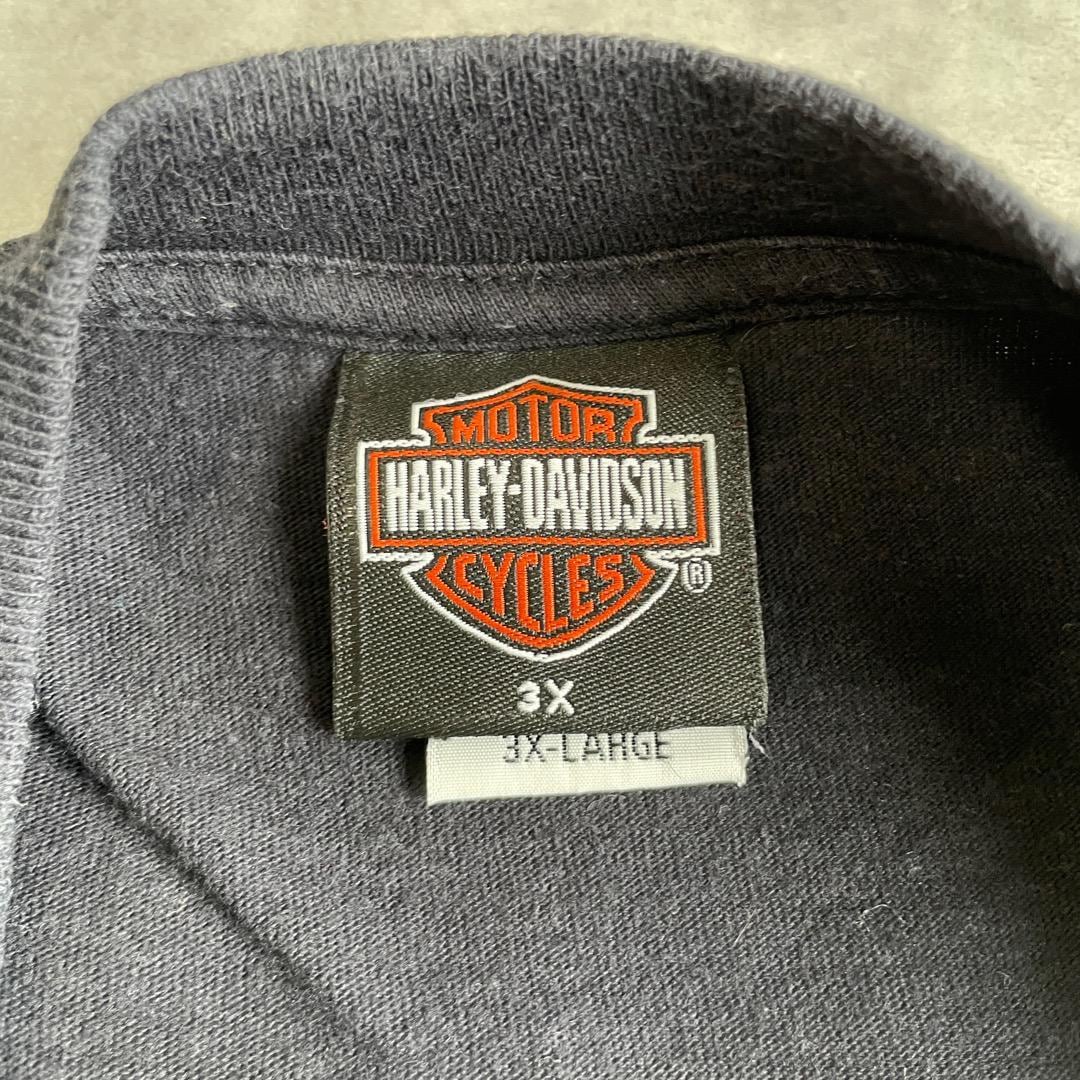 MOTOR
HARLEY-DAVIDSON
CYCLES
®
3X
3X-LARGE